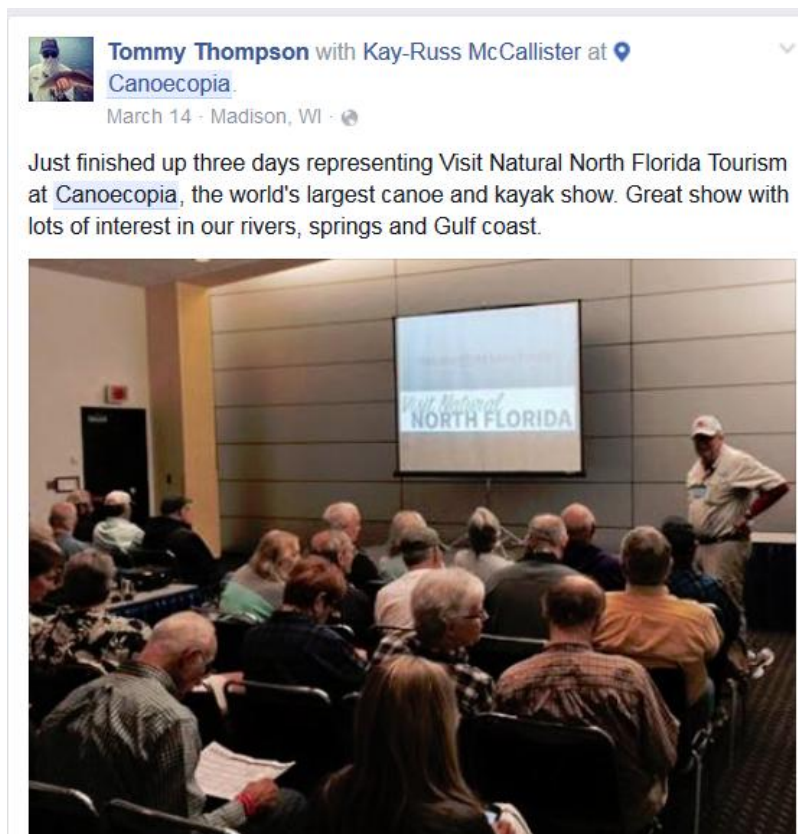 Tommy Thompson with Kay-Russ McCallister at
Canoecopia.
March 14 · Madison, WI ·
Just finished up three days representing Visit Natural North Florida Tourism
at Canoecopia, the world's largest canoe and kayak show. Great show with
lots of interest in our rivers, springs and Gulf coast.
Visit Natural
NORTH FLORIDA